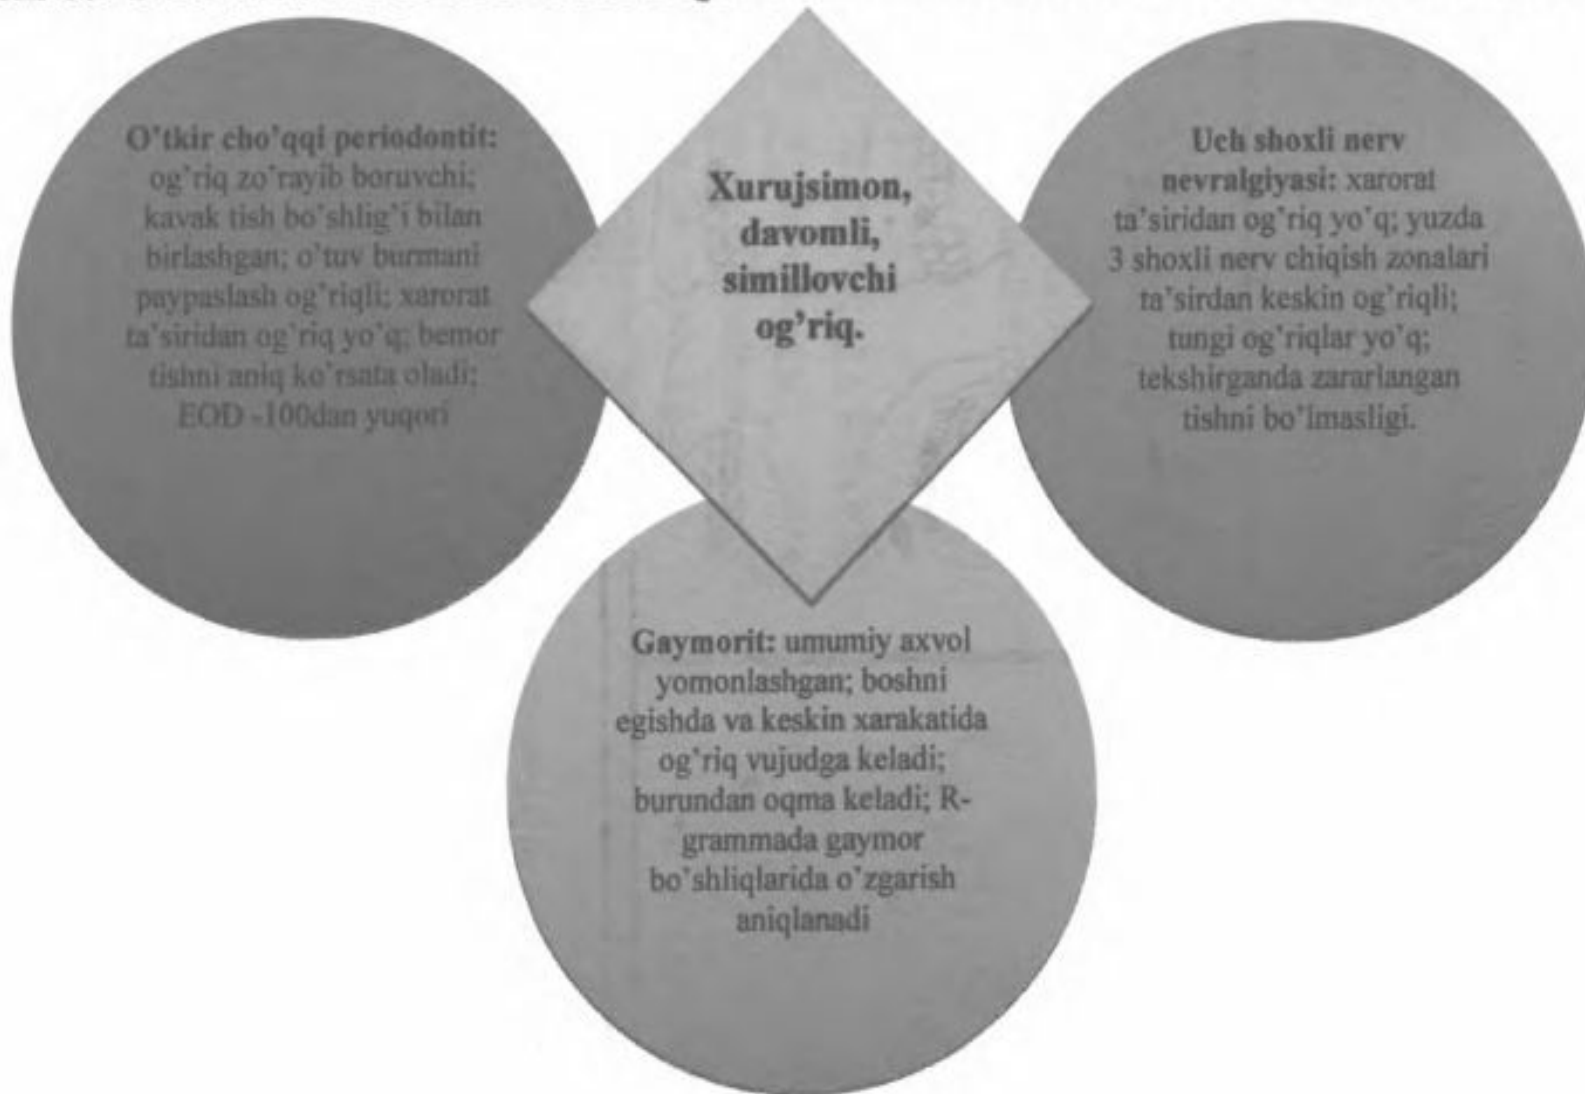 O'tkir cho'qqi periodontit:
og'riq zo'rayib boruvchi;
kavak tish bo'shlig'i bilan
birlashgan; o'tuv burmani
paypaslash og'riqli; xarorat
ta'siridan og'riq yo'q; bemor
tishni aniq ko'rsata oladi;
EOD -100dan yuqori
Xurujsimon,
davomli,
simillovchi
og'riq.
Uch shoxli nerv
nevralgiyasi: xarorat
ta'siridan og'riq yo'q; yuzda
3 shoxli nerv chiqish zonalari
ta'sirdan keskin og'riqli;
tungi og'riqlar yo'q;
tekshirganda zararlangan
tishni bo'lmasligi.
Gaymorit: umumiy axvol
yomonlashgan; boshni
egishda va keskin xarakatida
og'riq vujudga keladi;
burundan oqma keladi; R-
grammada gaymor
bo'shliqlarida o'zgarish
aniqlanadi